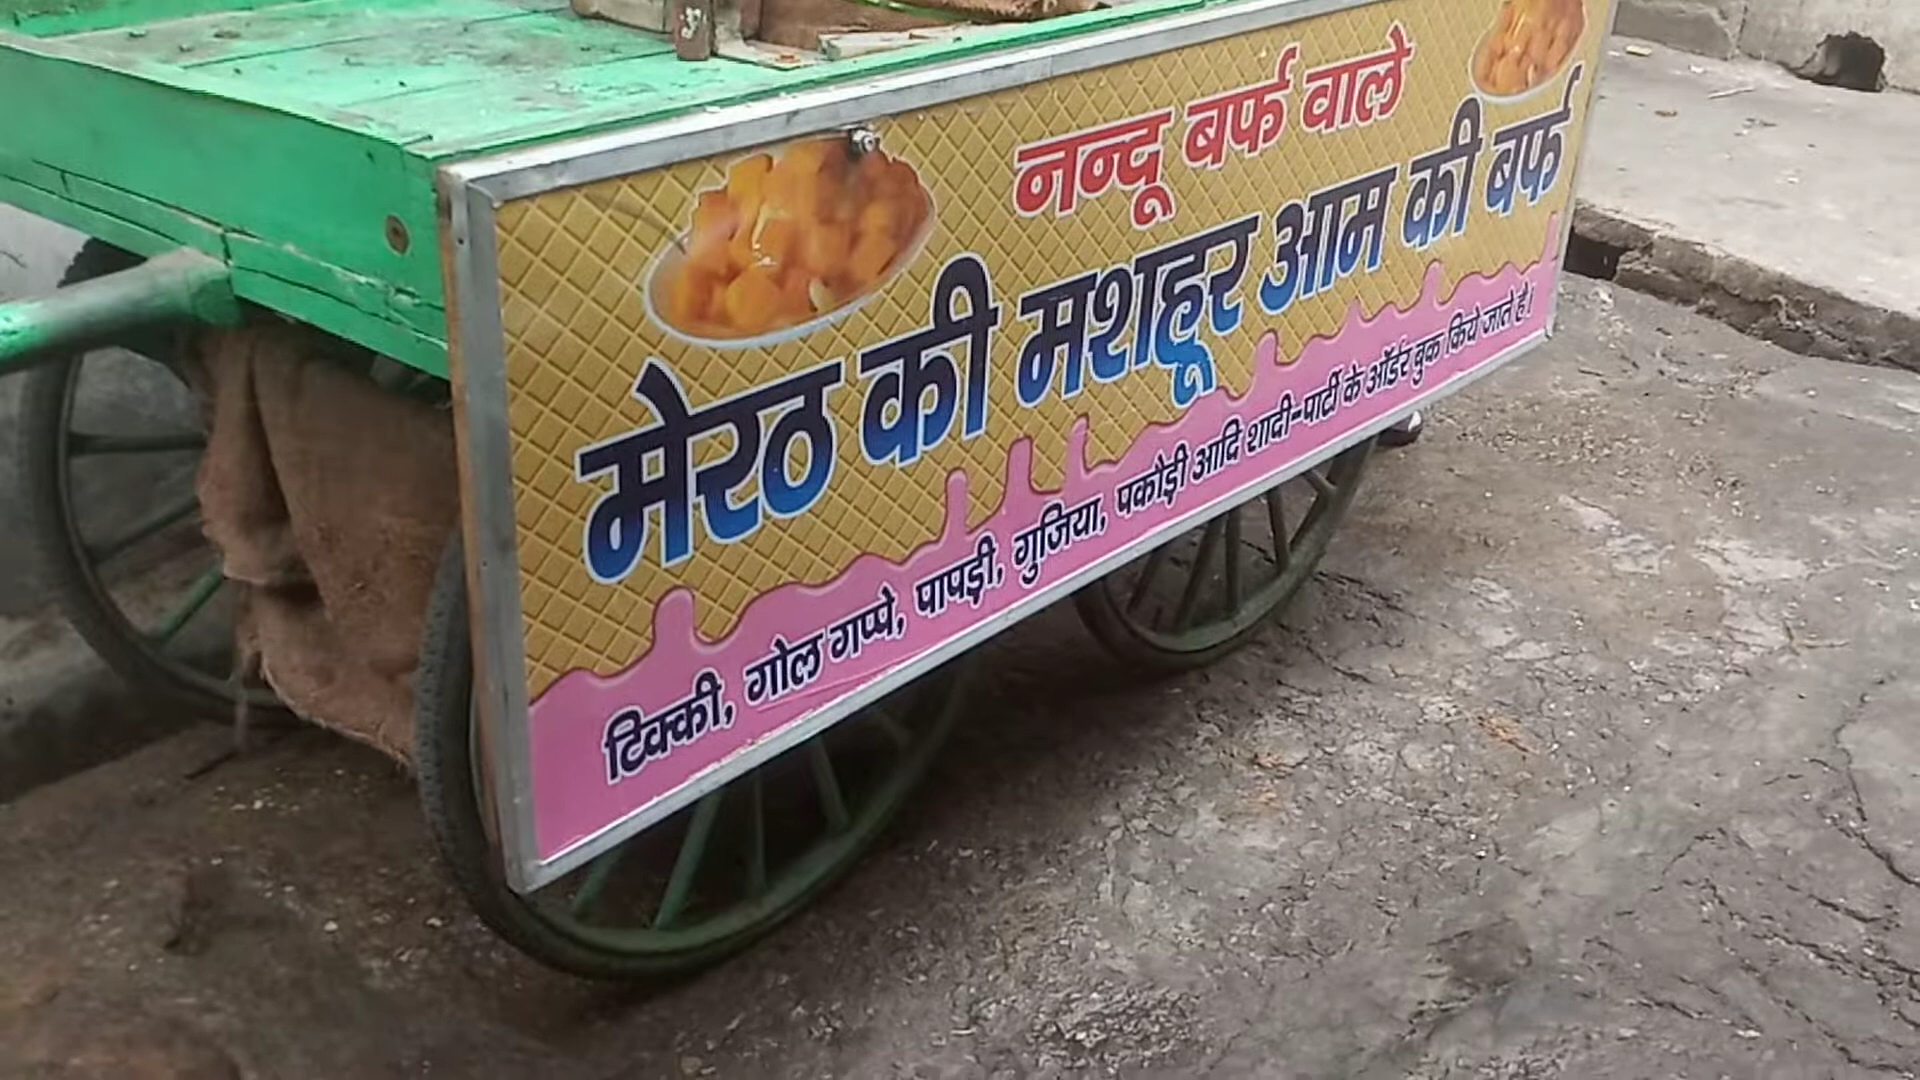 नन्दू बर्फ वाले
मेरठ की मशहूर आम की बर्फ
टिक्की, गोल गप्पे, पापड़ी, गुजिया, पकौड़ी आदि शादी-पार्टी के ऑर्डर बुक किये जाते है।